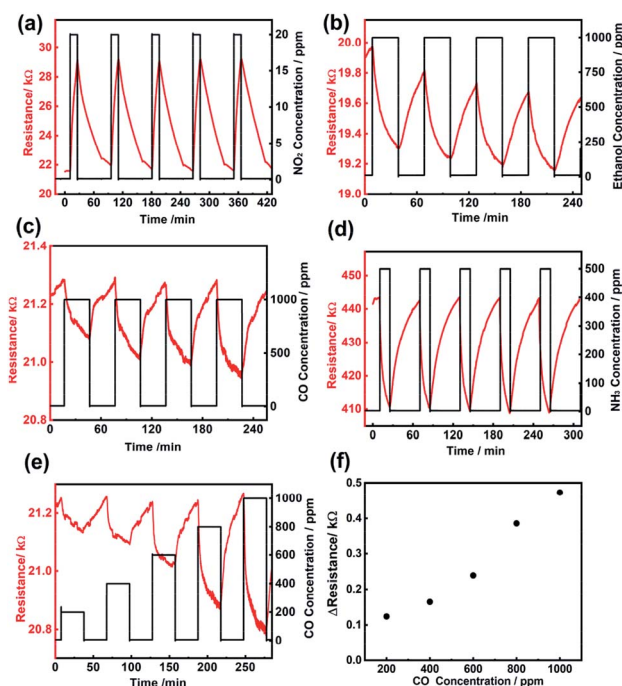 (a)
30
28
26
24
22
20
Resistance/ kΩ
20
15
10
5
0
NO₂ Concentration / ppm
0 60 120 180 240 300 360 420
Time /min
(b)
20.0
19.8
19.6
19.4
19.2
19.0
Resistance/ kΩ
1000
750
500
250
0
Ethanol Concentration / ppm
0 60 120 180 240
Time /min
(c)
21.4
21.2
21.0
20.8
Resistance/ kΩ
1000
500
0
CO Concentration / ppm
0 60 120 180 240
Time /min
(d)
450
440
430
420
410
Resistance/ kΩ
500
400
300
200
100
0
NH₃ Concentration / ppm
0 60 120 180 240 300
Time / min
(e)
21.2
21.0
20.8
Resistance/ kΩ
1000
800
600
400
200
0
CO Concentration / ppm
0 50 100 150 200 250
Time/min
(f)
0.5
0.4
0.3
0.2
0.1
0.0
ΔResistance/ kΩ
200 400 600 800 1000
CO Concentration / ppm